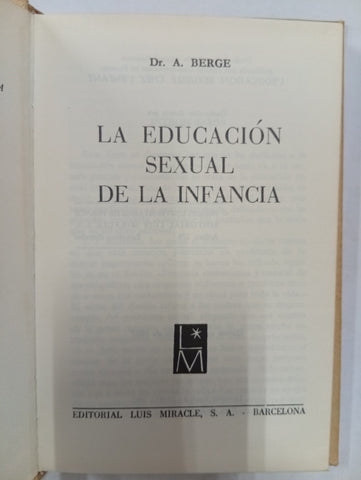 Dr. A. BERGE
LA EDUCACIÓN
SEXUAL
DE LA INFANCIA
L*
M
EDITORIAL LUIS MIRACLE, S. A. - BARCELONA